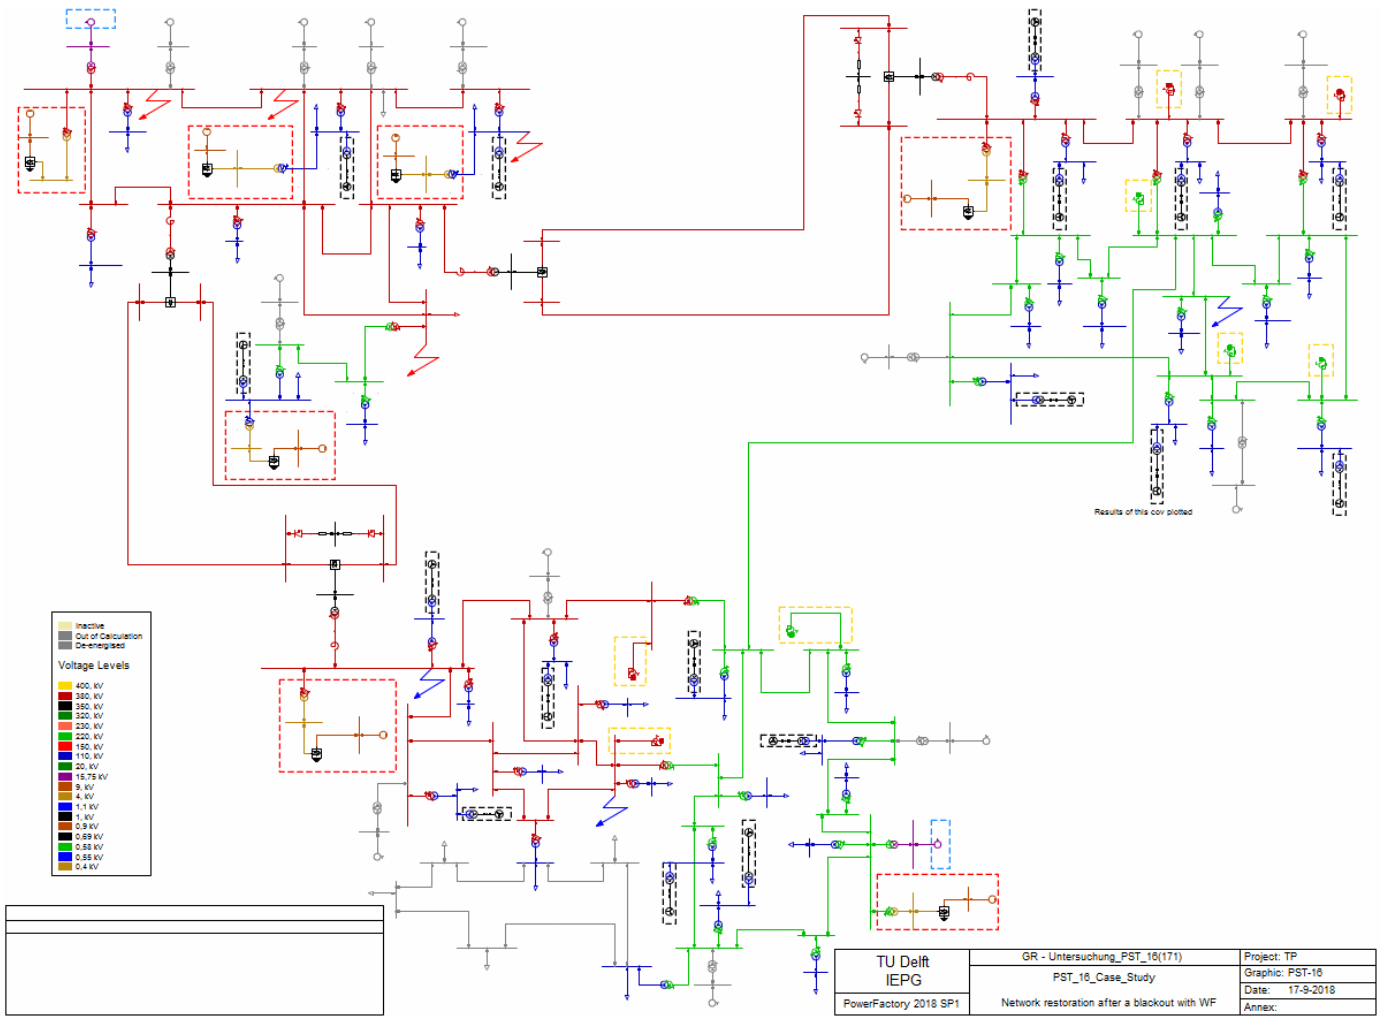 Results of this cov plotted
Inactive
Out of Calculation
De-energised
Voltage Levels
400, kV
380, kV
350, kV
320, kV
230, kV
220, kV
150, kV
110, kV
20, kV
15,75 kV
9, kV
4, kV
1,1 kV
1, kV
0,9 kV
0,69 kV
0,58 kV
0,55 kV
0,4 kV
TU Delft
IEPG
PowerFactory 2018 SP1
GR - Untersuchung_PST_16(171)
PST_16_Case_Study
Network restoration after a blackout with WF
Project: TP
Graphic: PST-16
Date: 17-9-2018
Annex: